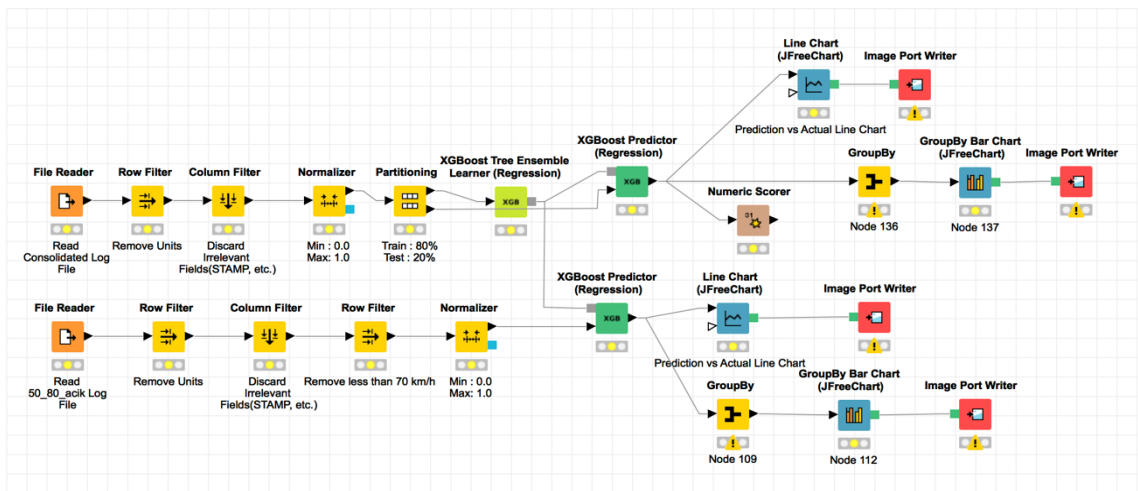 Line Chart
(JFreeChart)
Image Port Writer
Prediction vs Actual Line Chart
XGBoost Predictor
(Regression)
XGB
GroupBy
Node 136
GroupBy Bar Chart
(JFreeChart)
Node 137
Image Port Writer
File Reader
Read
Consolidated Log
File
Row Filter
Remove Units
Column Filter
Discard
Irrelevant
Fields(STAMP, etc.)
Normalizer
Min : 0.0
Max: 1.0
Partitioning
Train : 80%
Test : 20%
XGBoost Tree Ensemble
Learner (Regression)
XGB
Numeric Scorer
31
File Reader
Read
50_80_acik Log
File
Row Filter
Remove Units
Column Filter
Discard
Irrelevant
Fields(STAMP, etc.)
Row Filter
Remove less than 70 km/h
Normalizer
Min : 0.0
Max: 1.0
XGBoost Predictor
(Regression)
XGB
Line Chart
(JFreeChart)
Prediction vs Actual Line Chart
Image Port Writer
GroupBy
Node 109
GroupBy Bar Chart
(JFreeChart)
Node 112
Image Port Writer